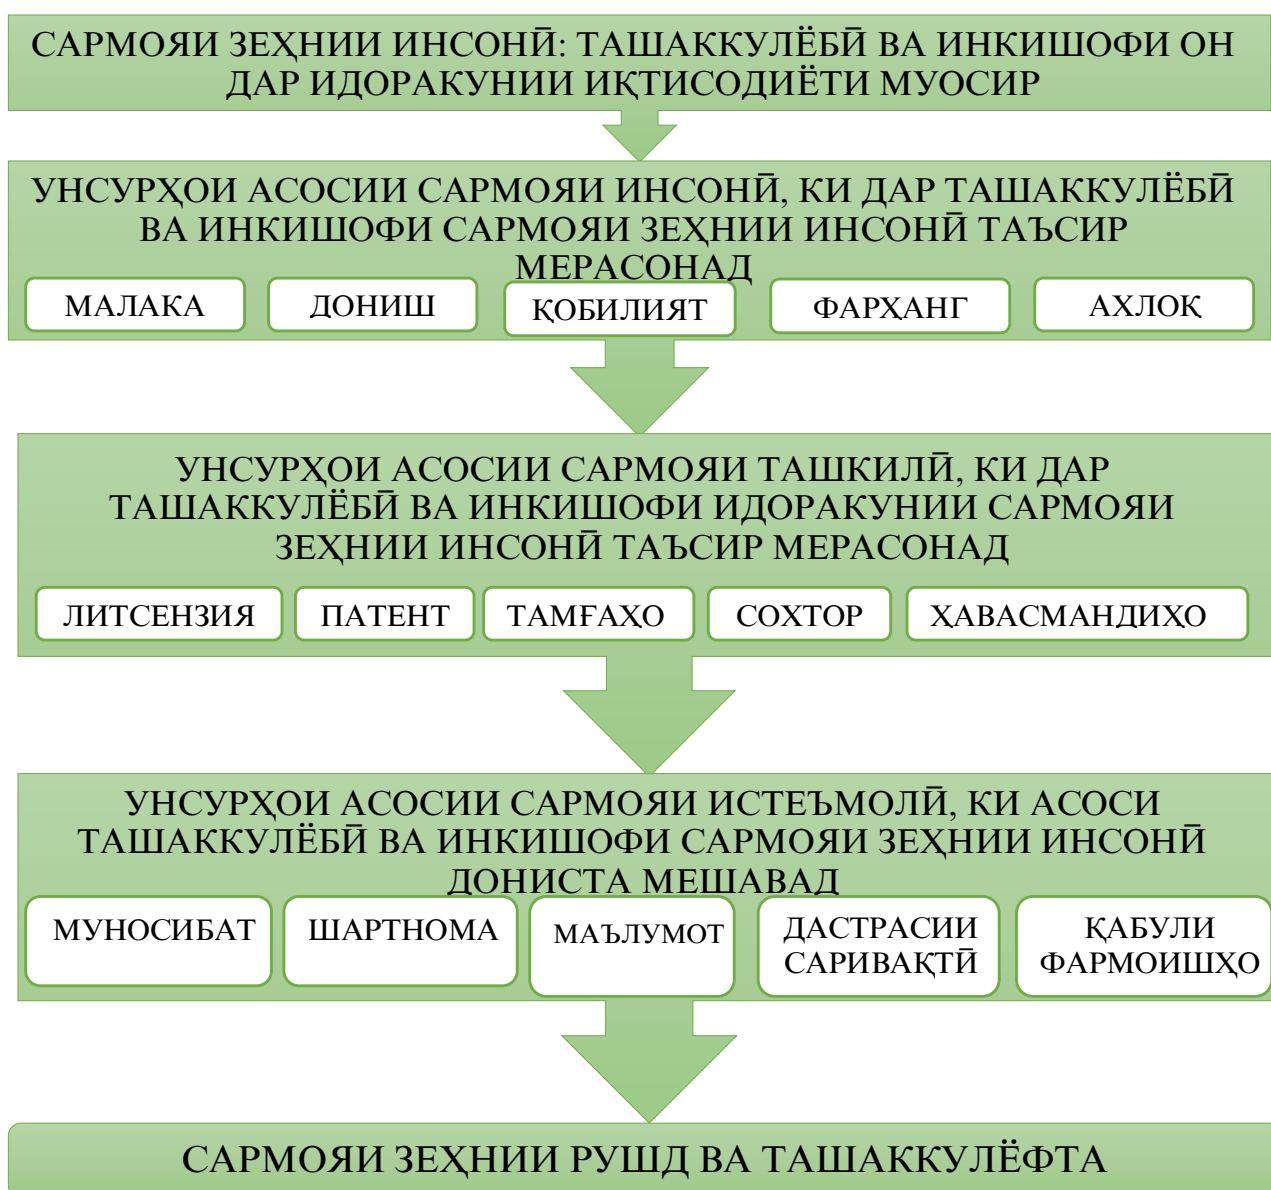 САРМОЯИ ЗЕҲНИИ ИНСОНӢ: ТАШАККУЛЁБӢ ВА ИНКИШОФИ ОН
ДАР ИДОРАКУНИИ ИҚТИСОДИЁТИ МУОСИР
УНСУРҲОИ АСОСИИ САРМОЯИ ИНСОНӢ, КИ ДАР ТАШАККУЛЁБӢ
ВА ИНКИШОФИ САРМОЯИ ЗЕҲНИИ ИНСОНӢ ТАЪСИР
МЕРАСОНАД
МАЛАКА
ДОНИШ
ҚОБИЛИЯТ
ФАРҲАНГ
АХЛОҚ
УНСУРҲОИ АСОСИИ САРМОЯИ ТАШКИЛӢ, КИ ДАР
ТАШАККУЛЁБӢ ВА ИНКИШОФИ ИДОРАКУНИИ САРМОЯИ
ЗЕҲНИИ ИНСОНӢ ТАЪСИР МЕРАСОНАД
ЛИТСЕНЗИЯ
ПАТЕНТ
ТАМҒАҲО
СОХТОР
ҲАВАСМАНДИҲО
УНСУРҲОИ АСОСИИ САРМОЯИ ИСТЕЪМОЛӢ, КИ АСОСИ
ТАШАККУЛЁБӢ ВА ИНКИШОФИ САРМОЯИ ЗЕҲНИИ ИНСОНӢ
ДОНИСТА МЕШАВАД
МУНОСИБАТ
ШАРТНОМА
МАЪЛУМОТ
ДАСТРАСИИ
САРИВАҚТӢ
ҚАБУЛИ
ФАРМОИШҲО
САРМОЯИ ЗЕҲНИИ РУШД ВА ТАШАККУЛЁФТА